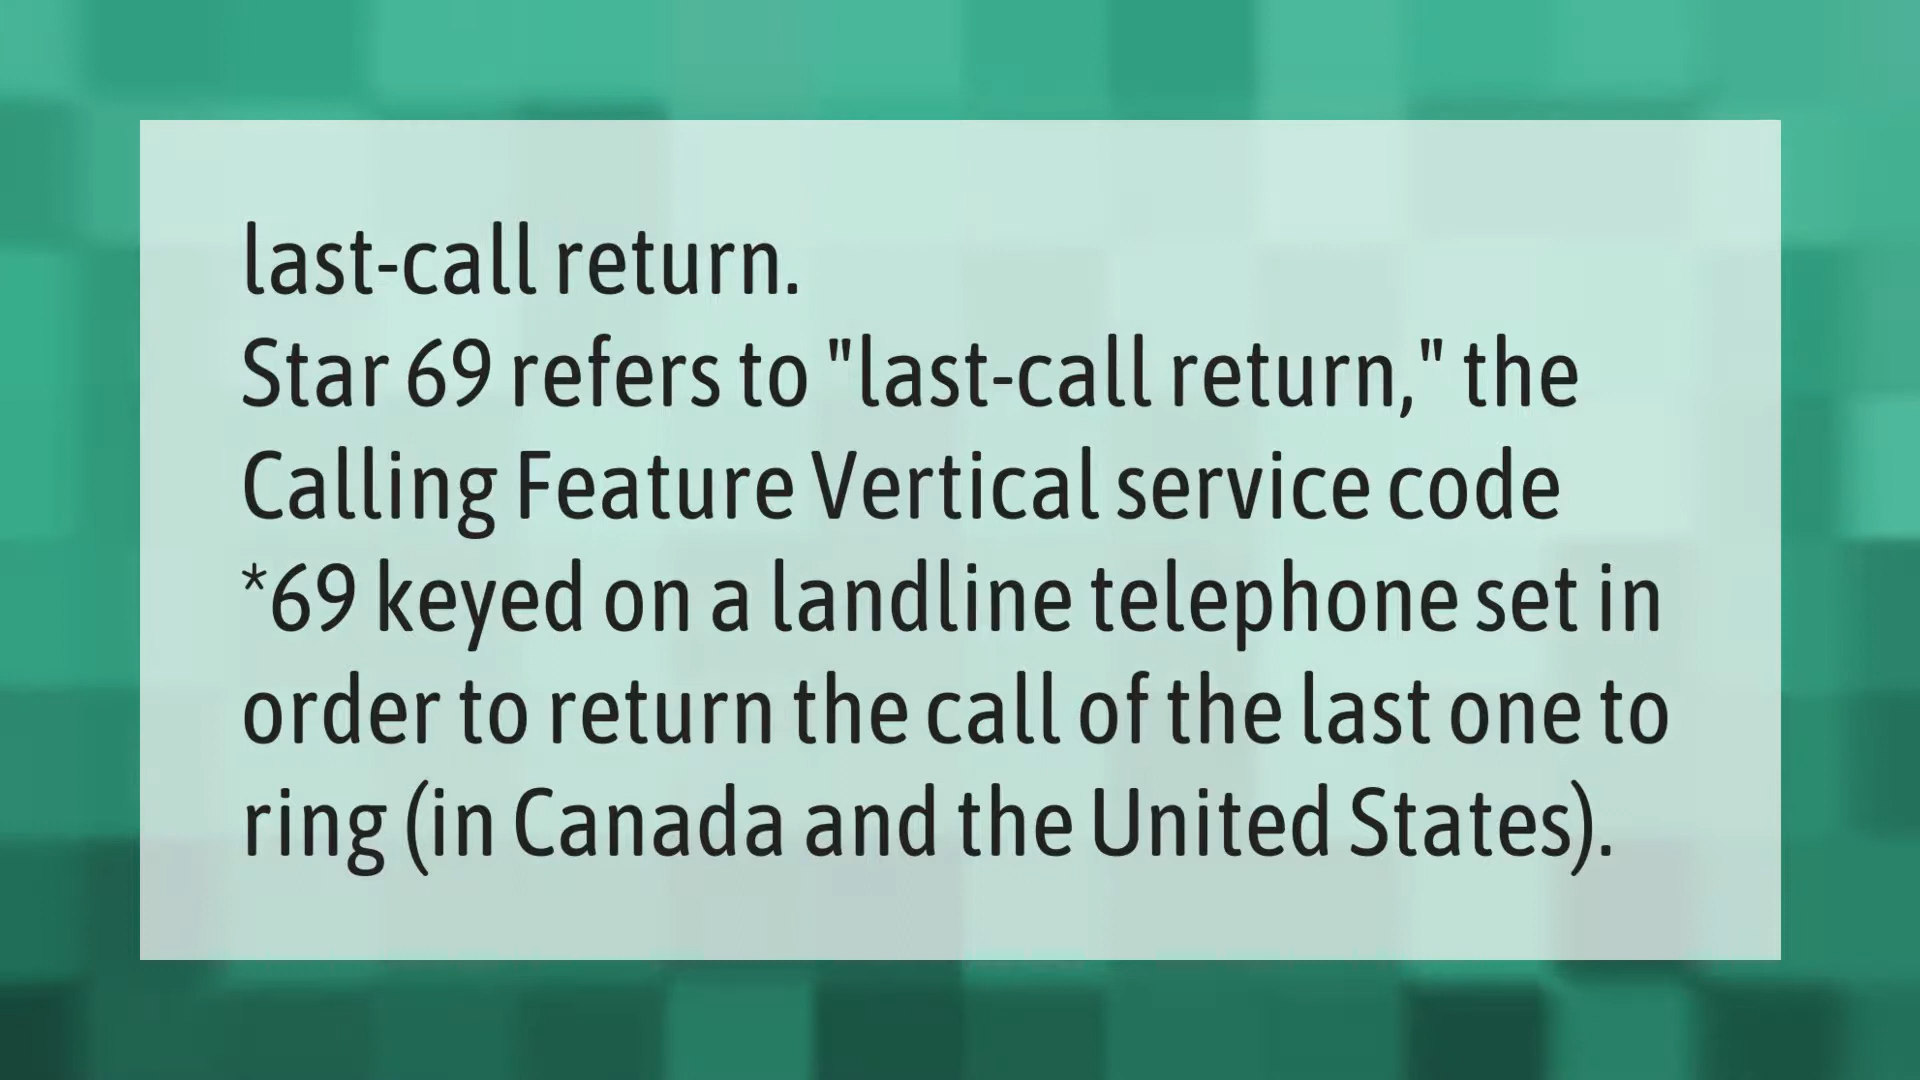 last-call return.
Star 69 refers to "last-call return," the
Calling Feature Vertical service code
*69 keyed on a landline telephone set in
order to return the call of the last one to
ring (in Canada and the United States).